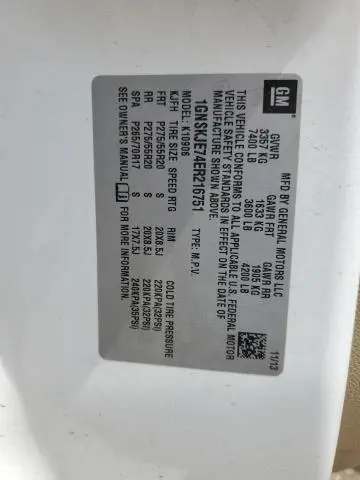 GM
MFD BY GENERAL MOTORS LLC 11/13
GVWR GAWR FRT GAWR RR
3357 KG 1633 KG 1905 KG
7400 LB 3600 LB 4200 LB
THIS VEHICLE CONFORMS TO ALL APPLICABLE U.S. FEDERAL MOTOR
VEHICLE SAFETY STANDARDS IN EFFECT ON THE DATE OF
MANUFACTURE SHOWN ABOVE.
1GNSKJE74ER216751 TYPE: M.P.V.
MODEL: K10906
KJFH TIRE SIZE SPEED RTG RIM COLD TIRE PRESSURE
FRT P275/55R20 S 20X8.5J 220KPA(32PSI)
RR P275/55R20 S 20X8.5J 220KPA(32PSI)
SPA P265/70R17 S 17X7.5J 240KPA(35PSI)
SEE OWNER'S MANUAL FOR MORE INFORMATION.